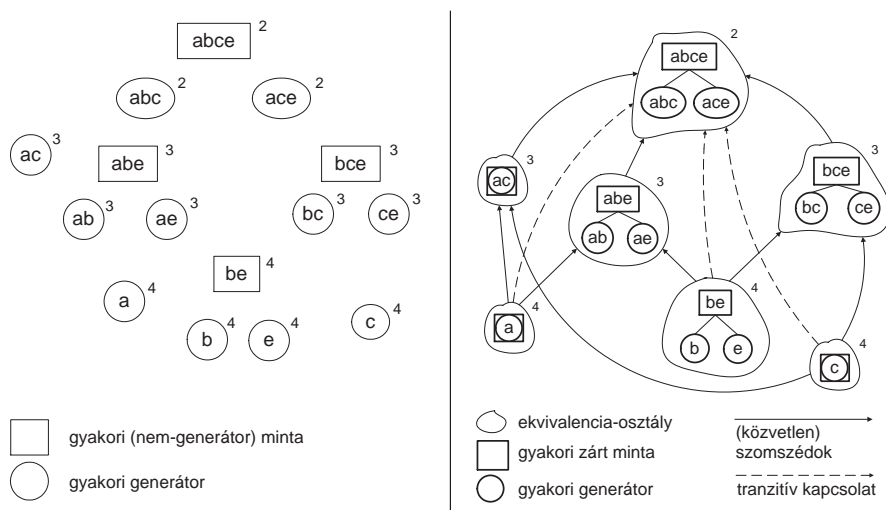 abce 2
abc 2 ace 2
ac 3
abe 3 bce 3
ab 3 ae 3 bc 3 ce 3
be 4
a 4
b 4 e 4 c 4
gyakori (nem-generátor) minta
gyakori generátor
2
abce
abc ace
3
ac
3
abe
ab ae
3
bce
bc ce
4
a
4
be
b e
4
c
ekvivalencia-osztály
gyakori zárt minta
gyakori generátor
(közvetlen)
szomszédok
tranzitív kapcsolat